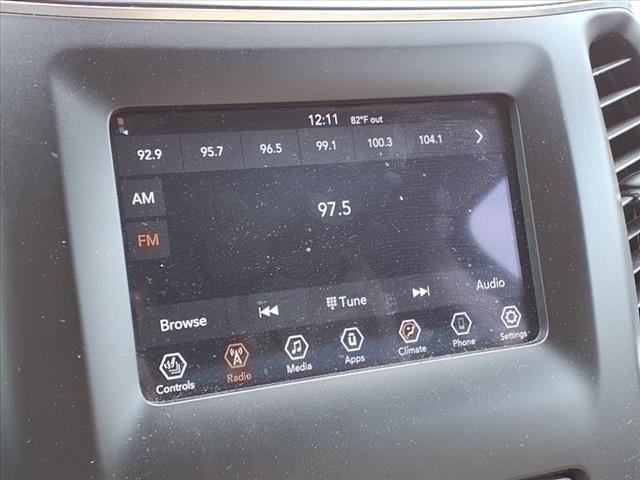 12:11 82°F out
92.9 95.7 96.5 99.1 100.3 104.1
AM
97.5
FM
Browse Tune Audio
Controls Radio Media Apps Climate Phone Settings